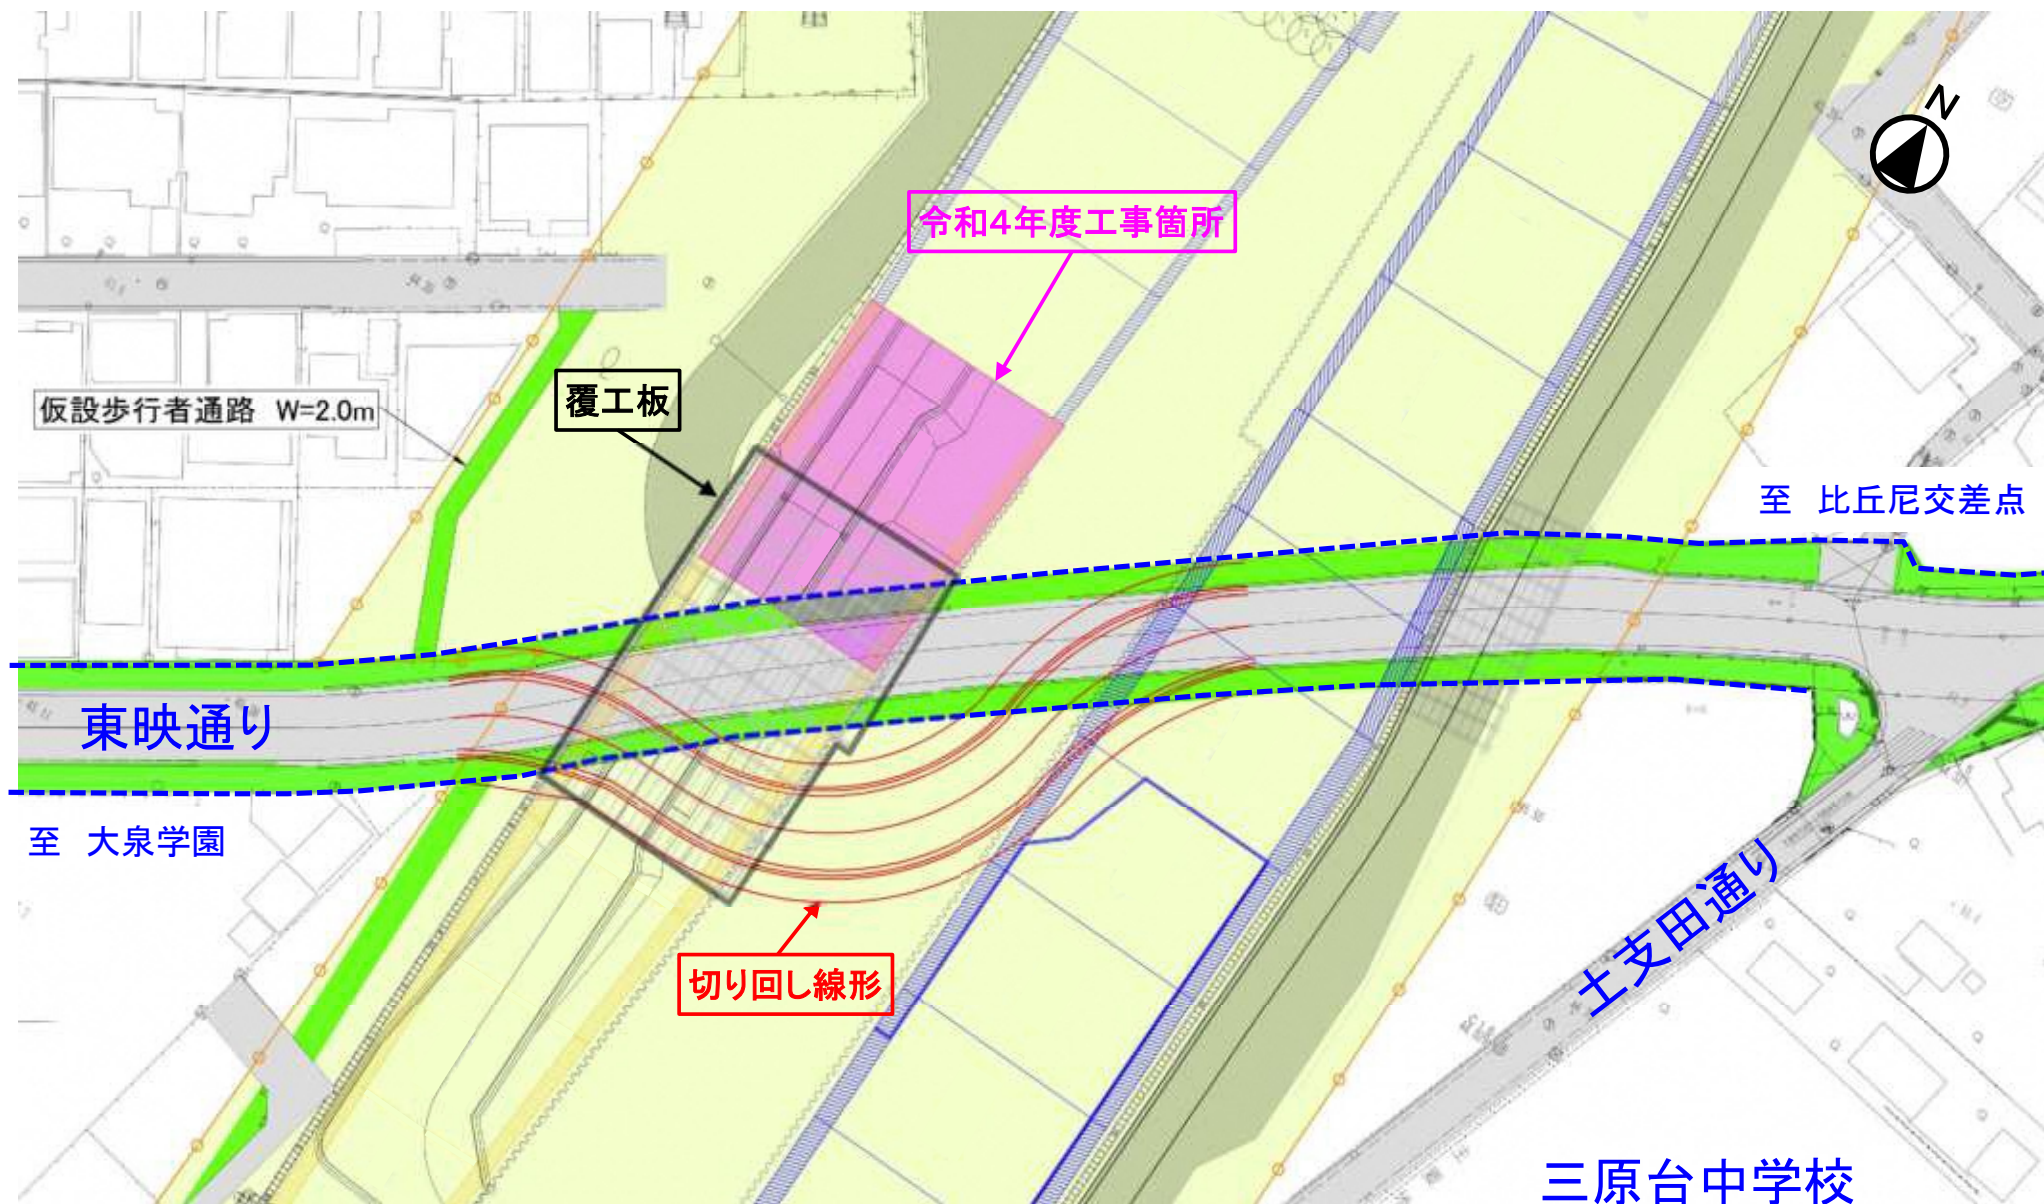 N
令和4年度工事箇所
覆工板
仮設歩行者通路 W=2.0m
至 比丘尼交差点
東映通り
至 大泉学園
土支田通り
切り回し線形
三原台中学校